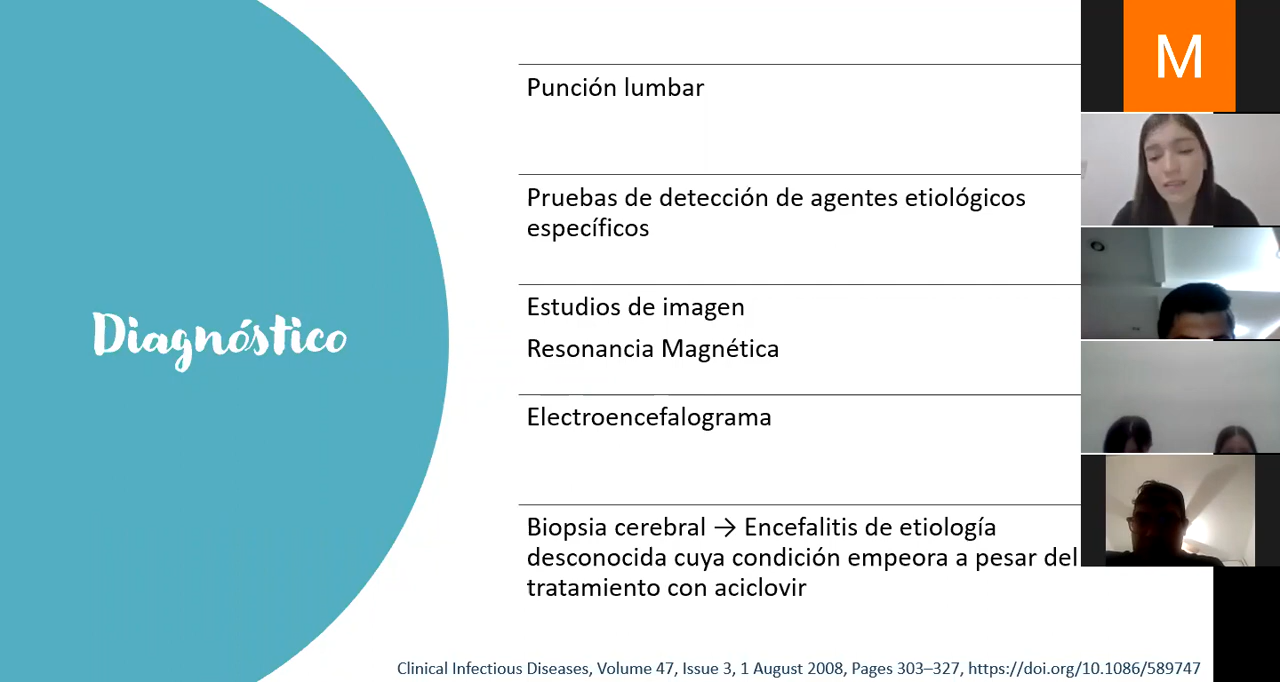 Diagnóstico
Punción lumbar
Pruebas de detección de agentes etiológicos
específicos
Estudios de imagen
Resonancia Magnética
Electroencefalograma
Biopsia cerebral → Encefalitis de etiología
desconocida cuya condición empeora a pesar del
tratamiento con aciclovir
Clinical Infectious Diseases, Volume 47, Issue 3, 1 August 2008, Pages 303–327, https://doi.org/10.1086/589747
M